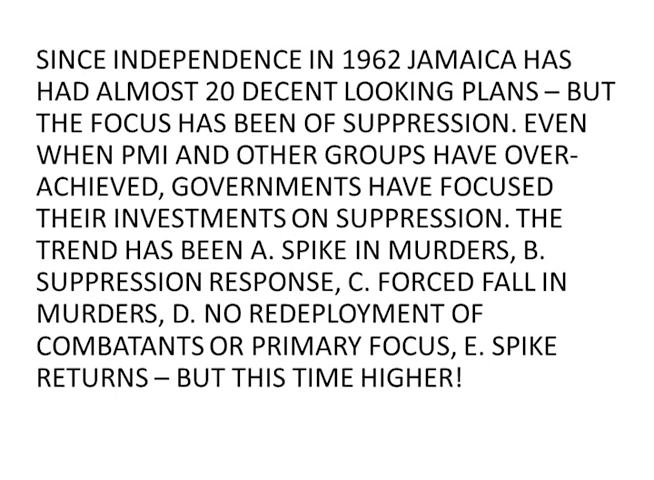 SINCE INDEPENDENCE IN 1962 JAMAICA HAS
HAD ALMOST 20 DECENT LOOKING PLANS – BUT
THE FOCUS HAS BEEN OF SUPPRESSION. EVEN
WHEN PMI AND OTHER GROUPS HAVE OVER-
ACHIEVED, GOVERNMENTS HAVE FOCUSED
THEIR INVESTMENTS ON SUPPRESSION. THE
TREND HAS BEEN A. SPIKE IN MURDERS, B.
SUPPRESSION RESPONSE, C. FORCED FALL IN
MURDERS, D. NO REDEPLOYMENT OF
COMBATANTS OR PRIMARY FOCUS, E. SPIKE
RETURNS – BUT THIS TIME HIGHER!